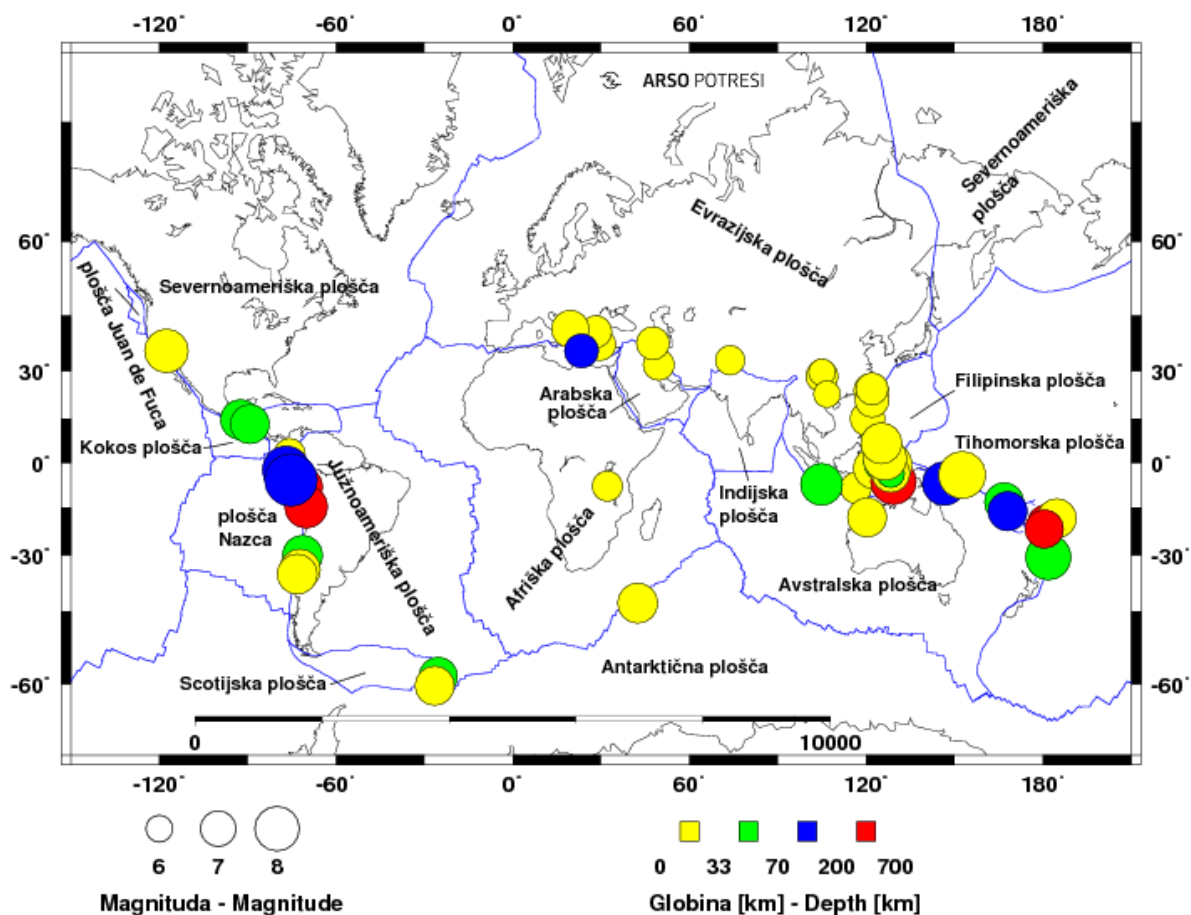 -120° -60° 0° 60° 120° 180°
ARSO POTRESI
Severnoameriška
plošča
Evrazijska plošča
60° 60°
Severnoameriška plošča
plošča Juan de Fuca
30° 30°
Arabska
plošča
Filipinska plošča
Kokos plošča
Tihomorska plošča
0° 0°
Južnoameriška plošča
Indijska
plošča
plošča
Nazca
Afriška plošča
-30° -30°
Avstralska plošča
Antarktična plošča
Scotijska plošča
-60° -60°
0 10000
-120° -60° 0° 60° 120° 180°
6 7 8
0 33 70 200 700
Magnituda - Magnitude
Globina [km] - Depth [km]